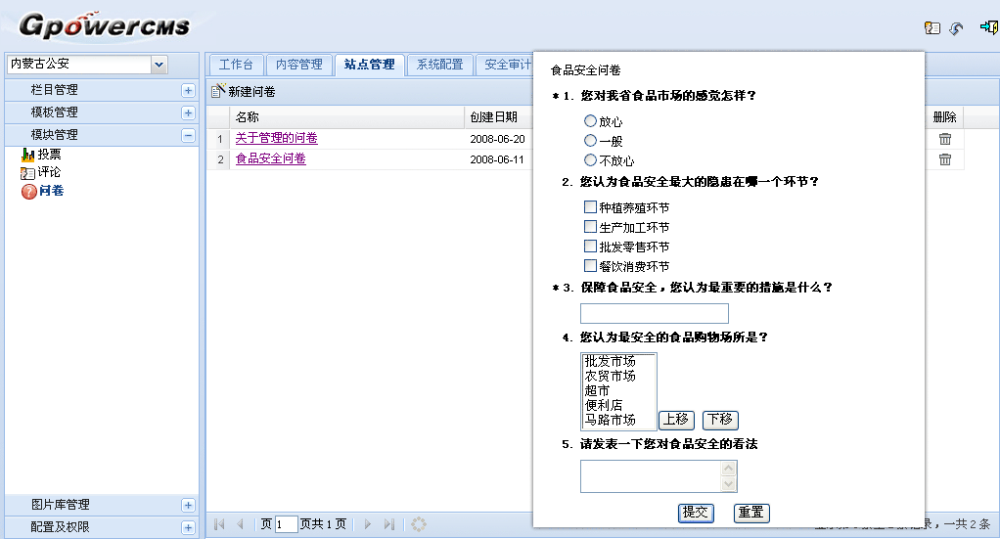 GpowerCMS
内蒙古公安
栏目管理
模板管理
模块管理
投票
评论
问卷
图片库管理
配置及权限
工作台 内容管理 站点管理 系统配置 安全审计
新建问卷
名称 创建日期 删除
1 关于管理的问卷 2008-06-20
2 食品安全问卷 2008-06-11
食品安全问卷
* 1. 您对我省食品市场的感觉怎样？
放心
一般
不放心
2. 您认为食品安全最大的隐患在哪一个环节？
种植养殖环节
生产加工环节
批发零售环节
餐饮消费环节
* 3. 保障食品安全，您认为最重要的措施是什么？
4. 您认为最安全的食品购物场所是？
批发市场
农贸市场
超市
便利店
马路市场
上移 下移
5. 请发表一下您对食品安全的看法
提交 重置
页 1 页共 1 页
，一共 2 条